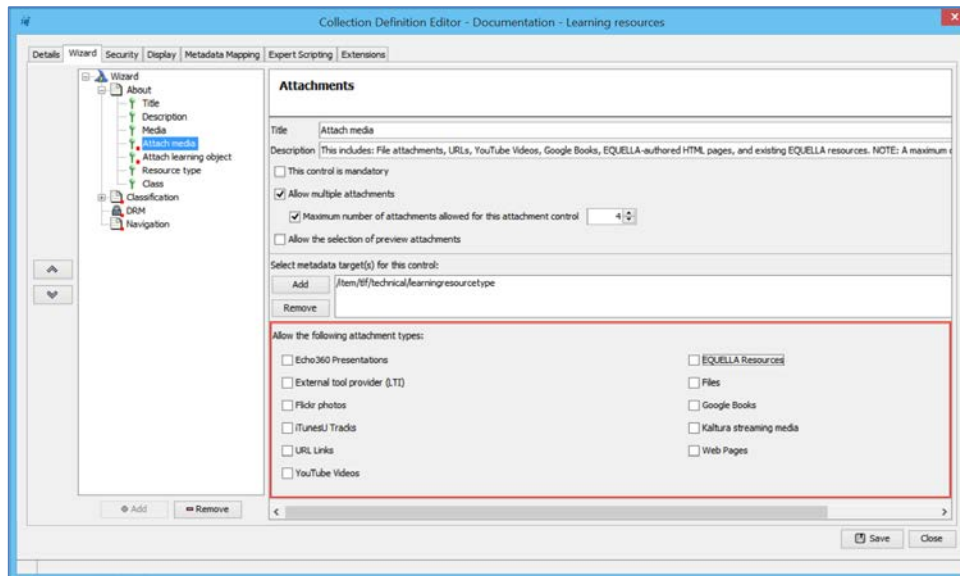 Collection Definition Editor - Documentation - Learning resources
Details Wizard Security Display Metadata Mapping Expert Scripting Extensions
Wizard
About
Title
Description
Media
Attach media
Attach learning object
Resource type
Class
Classification
DRM
Navigation
Add Remove
Attachments
Title Attach media
Description This includes: File attachments, URLs, YouTube Videos, Google Books, EQUELLA-authored HTML pages, and existing EQUELLA resources. NOTE: A maximum
This control is mandatory
Allow multiple attachments
Maximum number of attachments allowed for this attachment control 4
Allow the selection of preview attachments
Select metadata target(s) for this control:
Add /item/tlf/technical/learningresourcetype
Remove
Allow the following attachment types:
Echo360 Presentations EQUELLA Resources
External tool provider (LTI) Files
Flickr photos Google Books
iTunesU Tracks Kaltura streaming media
URL Links Web Pages
YouTube Videos
Save Close